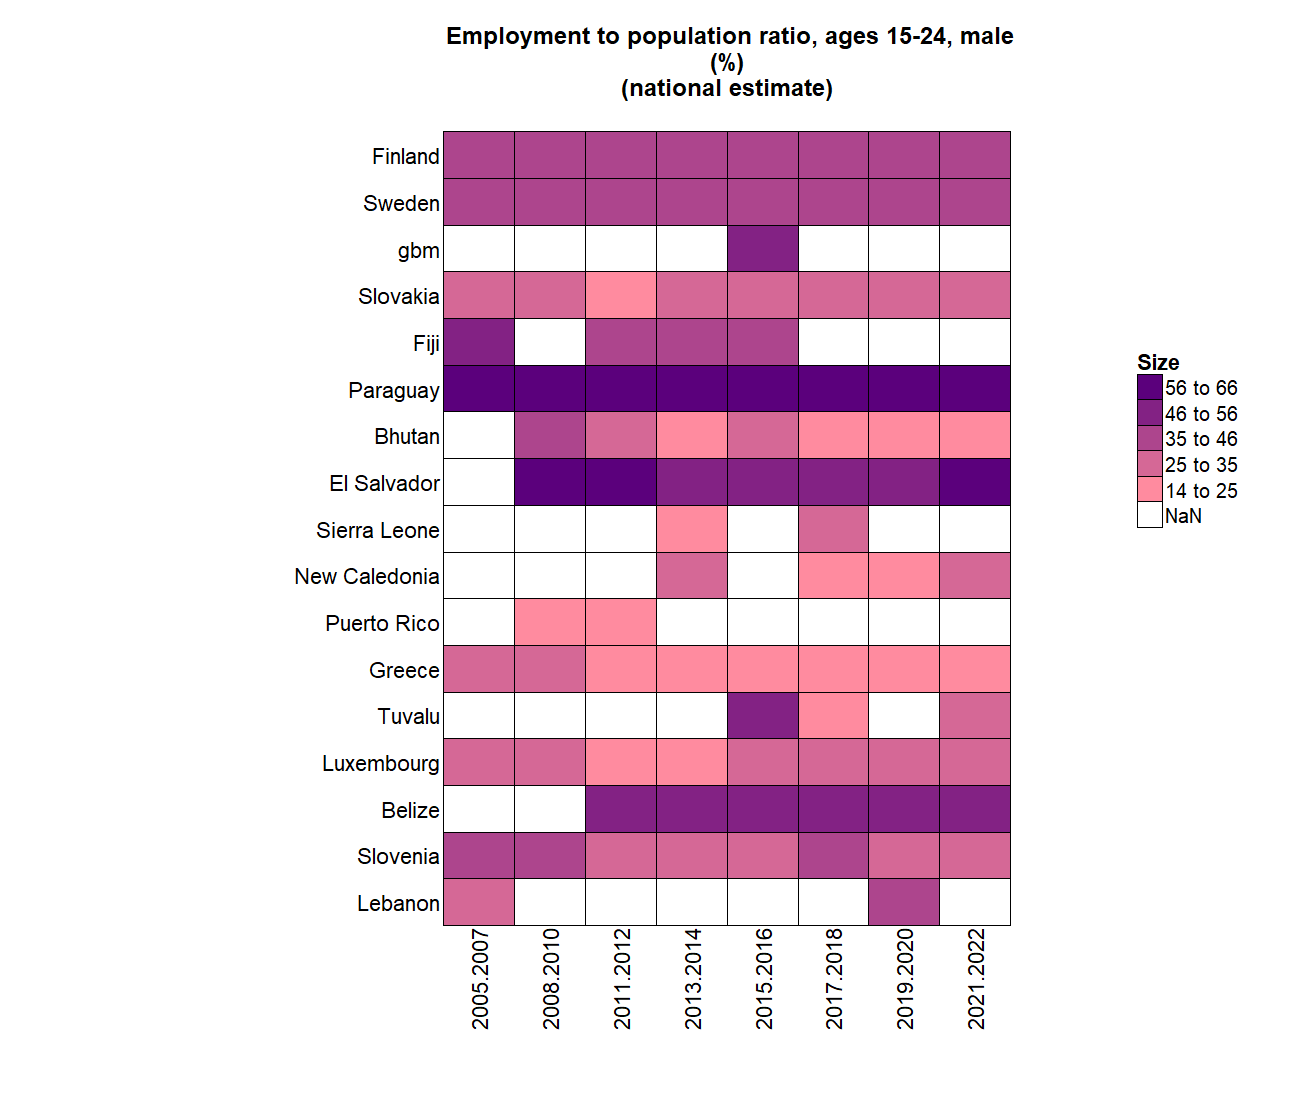 Employment to population ratio, ages 15-24, male
(%)
(national estimate)
Finland
Sweden
gbm
Slovakia
Fiji
Paraguay
Bhutan
El Salvador
Sierra Leone
New Caledonia
Puerto Rico
Greece
Tuvalu
Luxembourg
Belize
Slovenia
Lebanon
2005.2007
2008.2010
2011.2012
2013.2014
2015.2016
2017.2018
2019.2020
2021.2022
Size
56 to 66
46 to 56
35 to 46
25 to 35
14 to 25
NaN